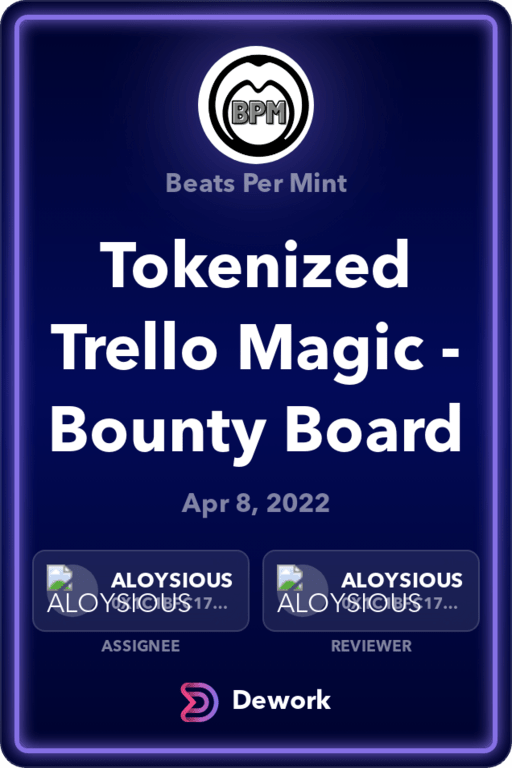 BPM
Beats Per Mint
Tokenized
Trello Magic -
Bounty Board
Apr 8, 2022
ALOYSIOUS
ALOYSIOUS
ASSIGNEE
ALOYSIOUS
ALOYSIOUS
REVIEWER
Dework